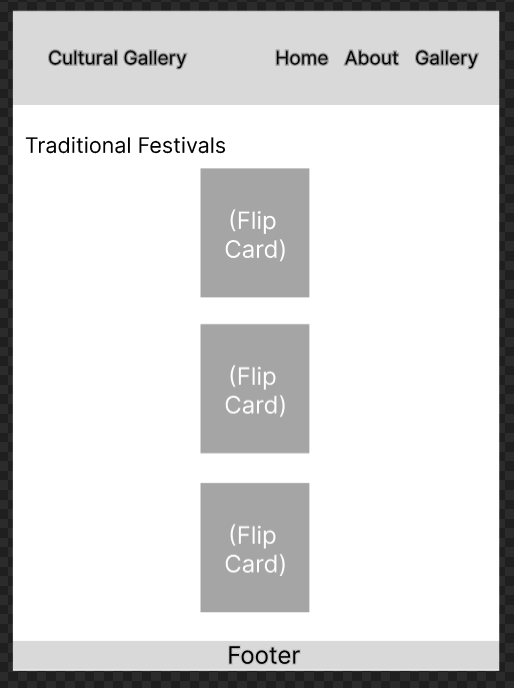 Cultural Gallery Home About Gallery
Traditional Festivals
(Flip
Card)
(Flip
Card)
(Flip
Card)
Footer